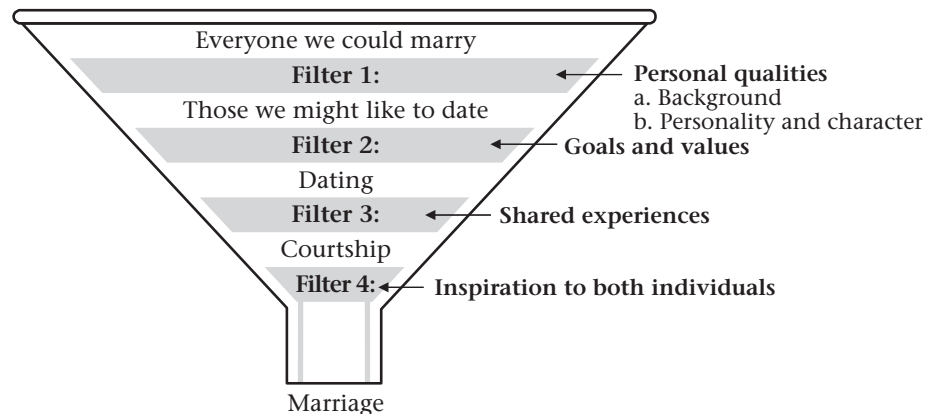 Everyone we could marry
Filter 1:
Personal qualities
a. Background
b. Personality and character
Those we might like to date
Filter 2:
Goals and values
Dating
Filter 3:
Shared experiences
Courtship
Filter 4:
Inspiration to both individuals
Marriage